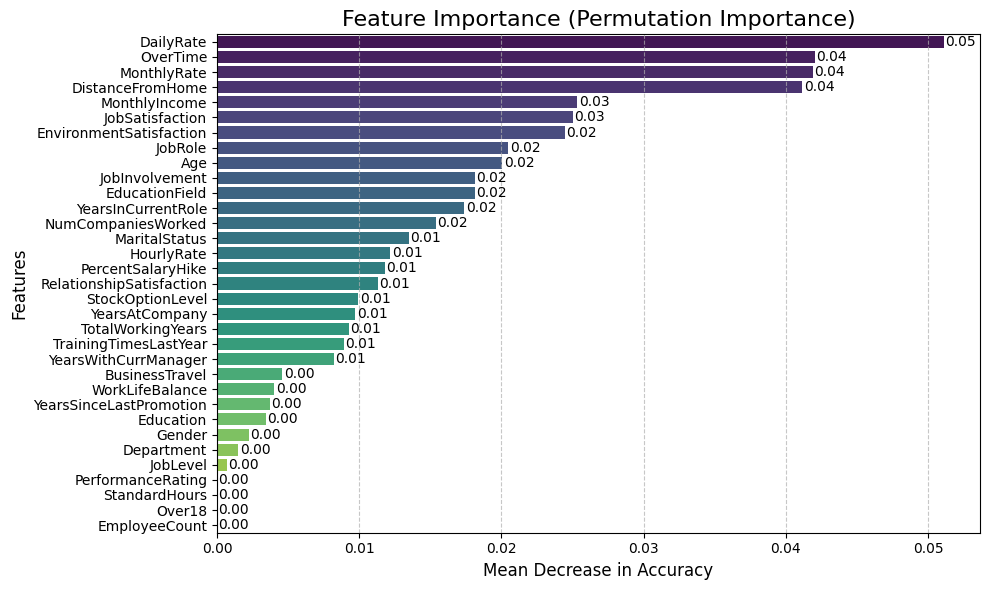 Feature Importance (Permutation Importance)
DailyRate 0.05
OverTime 0.04
MonthlyRate 0.04
DistanceFromHome 0.04
MonthlyIncome 0.03
JobSatisfaction 0.03
EnvironmentSatisfaction 0.02
JobRole 0.02
Age 0.02
JobInvolvement 0.02
EducationField 0.02
YearsInCurrentRole 0.02
NumCompaniesWorked 0.02
MaritalStatus 0.01
HourlyRate 0.01
PercentSalaryHike 0.01
RelationshipSatisfaction 0.01
StockOptionLevel 0.01
YearsAtCompany 0.01
TotalWorkingYears 0.01
TrainingTimesLastYear 0.01
YearsWithCurrManager 0.01
BusinessTravel 0.00
WorkLifeBalance 0.00
YearsSinceLastPromotion 0.00
Education 0.00
Gender 0.00
Department 0.00
JobLevel 0.00
PerformanceRating 0.00
StandardHours 0.00
Over18 0.00
EmployeeCount 0.00
Features
0.00 0.01 0.02 0.03 0.04 0.05
Mean Decrease in Accuracy